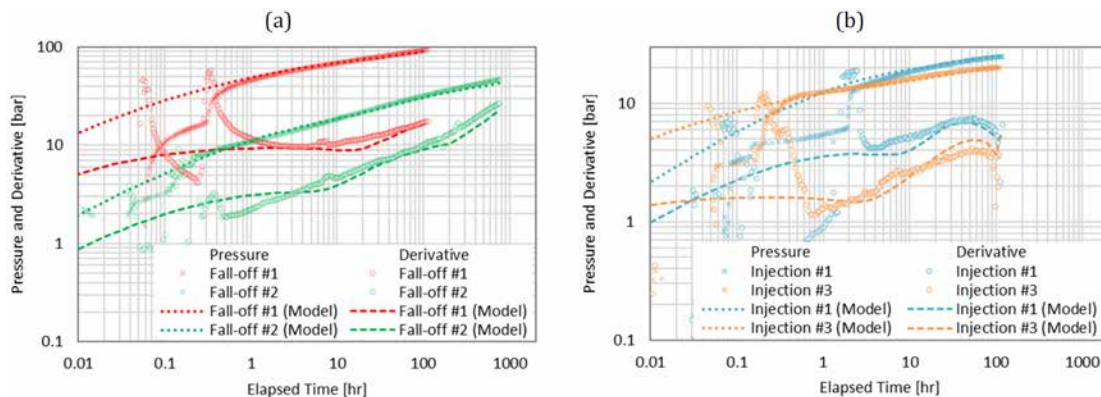 (a)
Pressure and Derivative [bar]
100
10
1
0.1
Pressure Derivative
Fall-off #1 Fall-off #1
Fall-off #2 Fall-off #2
Fall-off #1 (Model) Fall-off #1 (Model)
Fall-off #2 (Model) Fall-off #2 (Model)
0.01 0.1 1 10 100 1000
Elapsed Time [hr]
(b)
Pressure and Derivative [bar]
10
1
0.1
Pressure Derivative
Injection #1 Injection #1
Injection #3 Injection #3
Injection #1 (Model) Injection #1 (Model)
Injection #3 (Model) Injection #3 (Model)
0.01 0.1 1 10 100 1000
Elapsed Time [hr]